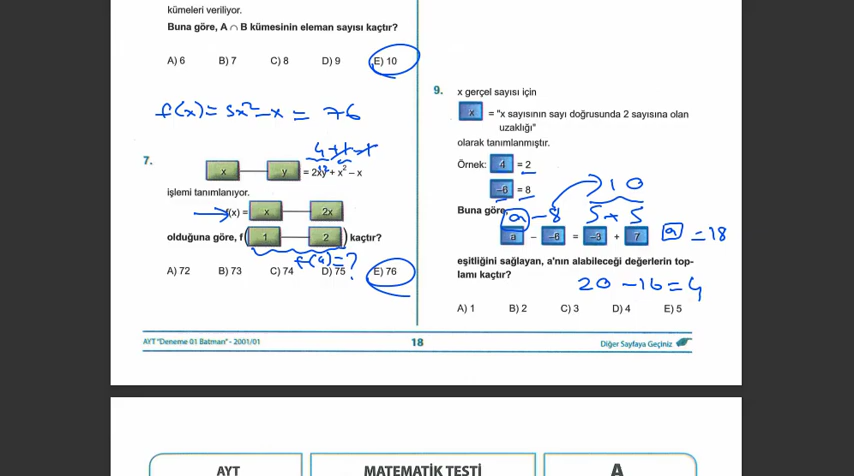 kümeleri veriliyor.
Buna göre, A ∩ B kümesinin eleman sayısı kaçtır?
A) 6 B) 7 C) 8 D) 9 E) 10
f(x) = 5x² - x = 76
4+1-1
7.
x y = 2xy + x² – x
işlemi tanımlanıyor.
f(x) = x 2x
olduğuna göre, f( 1 2 ) kaçtır?
f(4) = ?
A) 72 B) 73 C) 74 D) 75 E) 76
9. x gerçel sayısı için
x = "x sayısının sayı doğrusunda 2 sayısına olan
uzaklığı"
olarak tanımlanmıştır.
Örnek: 4 = 2
-6 = 8
10
Buna göre,
a - 8 5 + 5
a – -6 = -3 + 7
a = 18
eşitliğini sağlayan, a'nın alabileceği değerlerin top-
lamı kaçtır?
20 - 16 = 4
A) 1 B) 2 C) 3 D) 4 E) 5
AYT "Deneme 01 Batman" - 2001/01 18 Diğer Sayfaya Geçiniz
AYT MATEMATİK TESTİ A